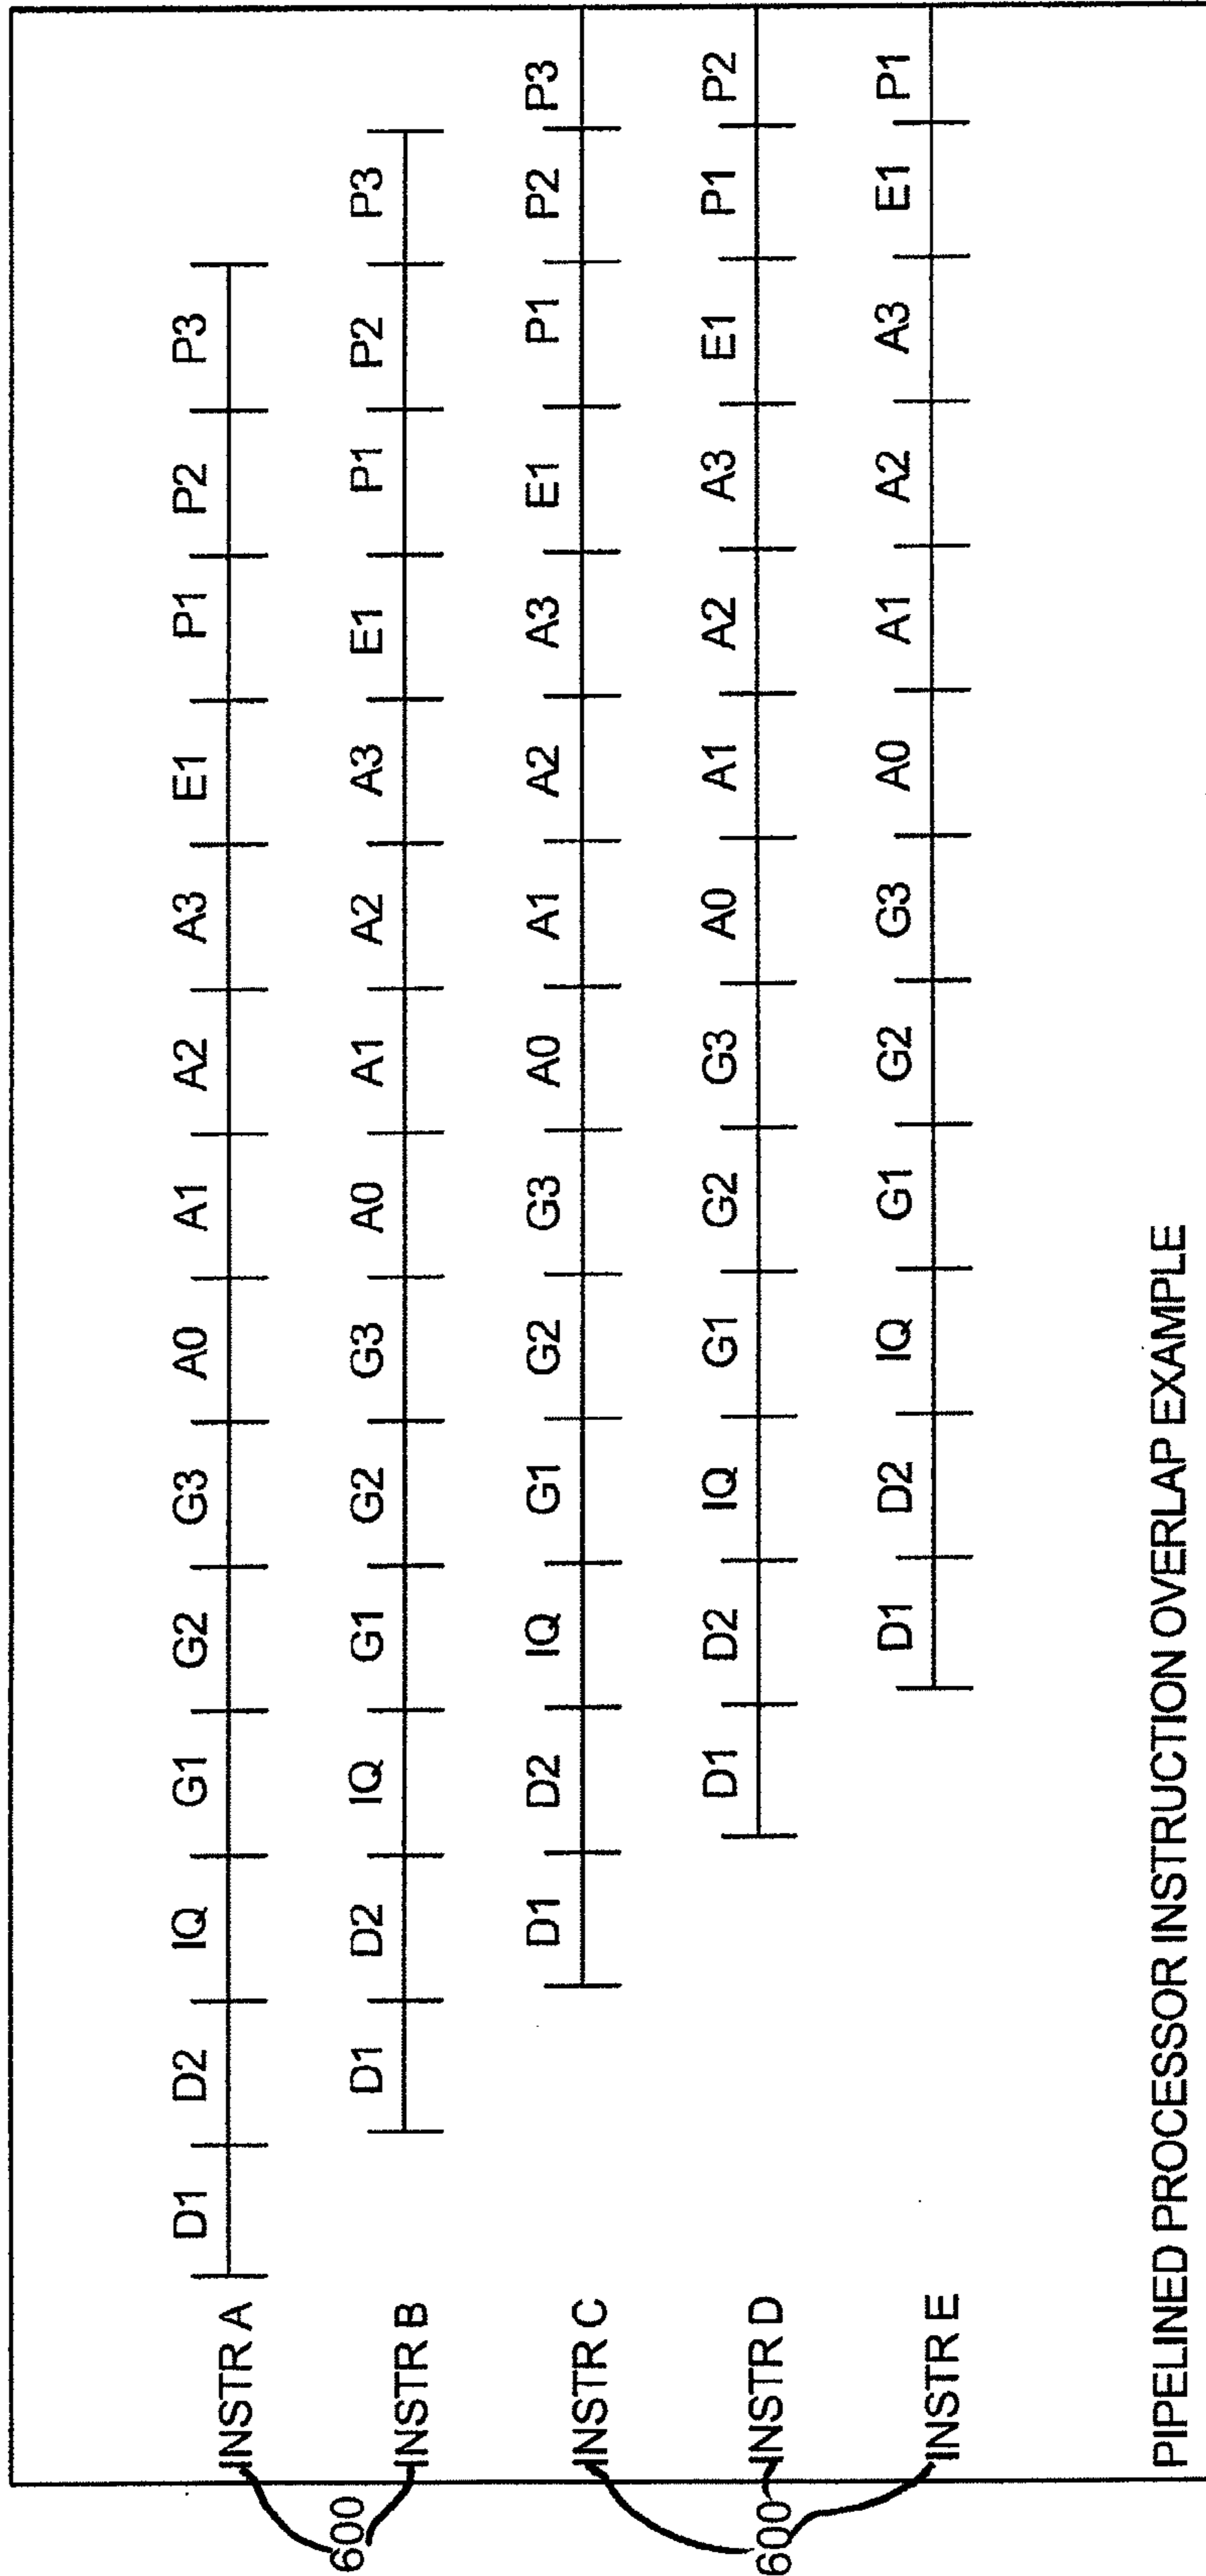 600
INSTR A D1 D2 IQ G1 G2 G3 A0 A1 A2 A3 E1 P1 P2 P3
INSTR B D1 D2 IQ G1 G2 G3 A0 A1 A2 A3 E1 P1 P2 P3
600
INSTR C D1 D2 IQ G1 G2 G3 A0 A1 A2 A3 E1 P1 P2 P3
INSTR D D1 D2 IQ G1 G2 G3 A0 A1 A2 A3 E1 P1 P2
INSTR E D1 D2 IQ G1 G2 G3 A0 A1 A2 A3 E1 P1
PIPELINED PROCESSOR INSTRUCTION OVERLAP EXAMPLE